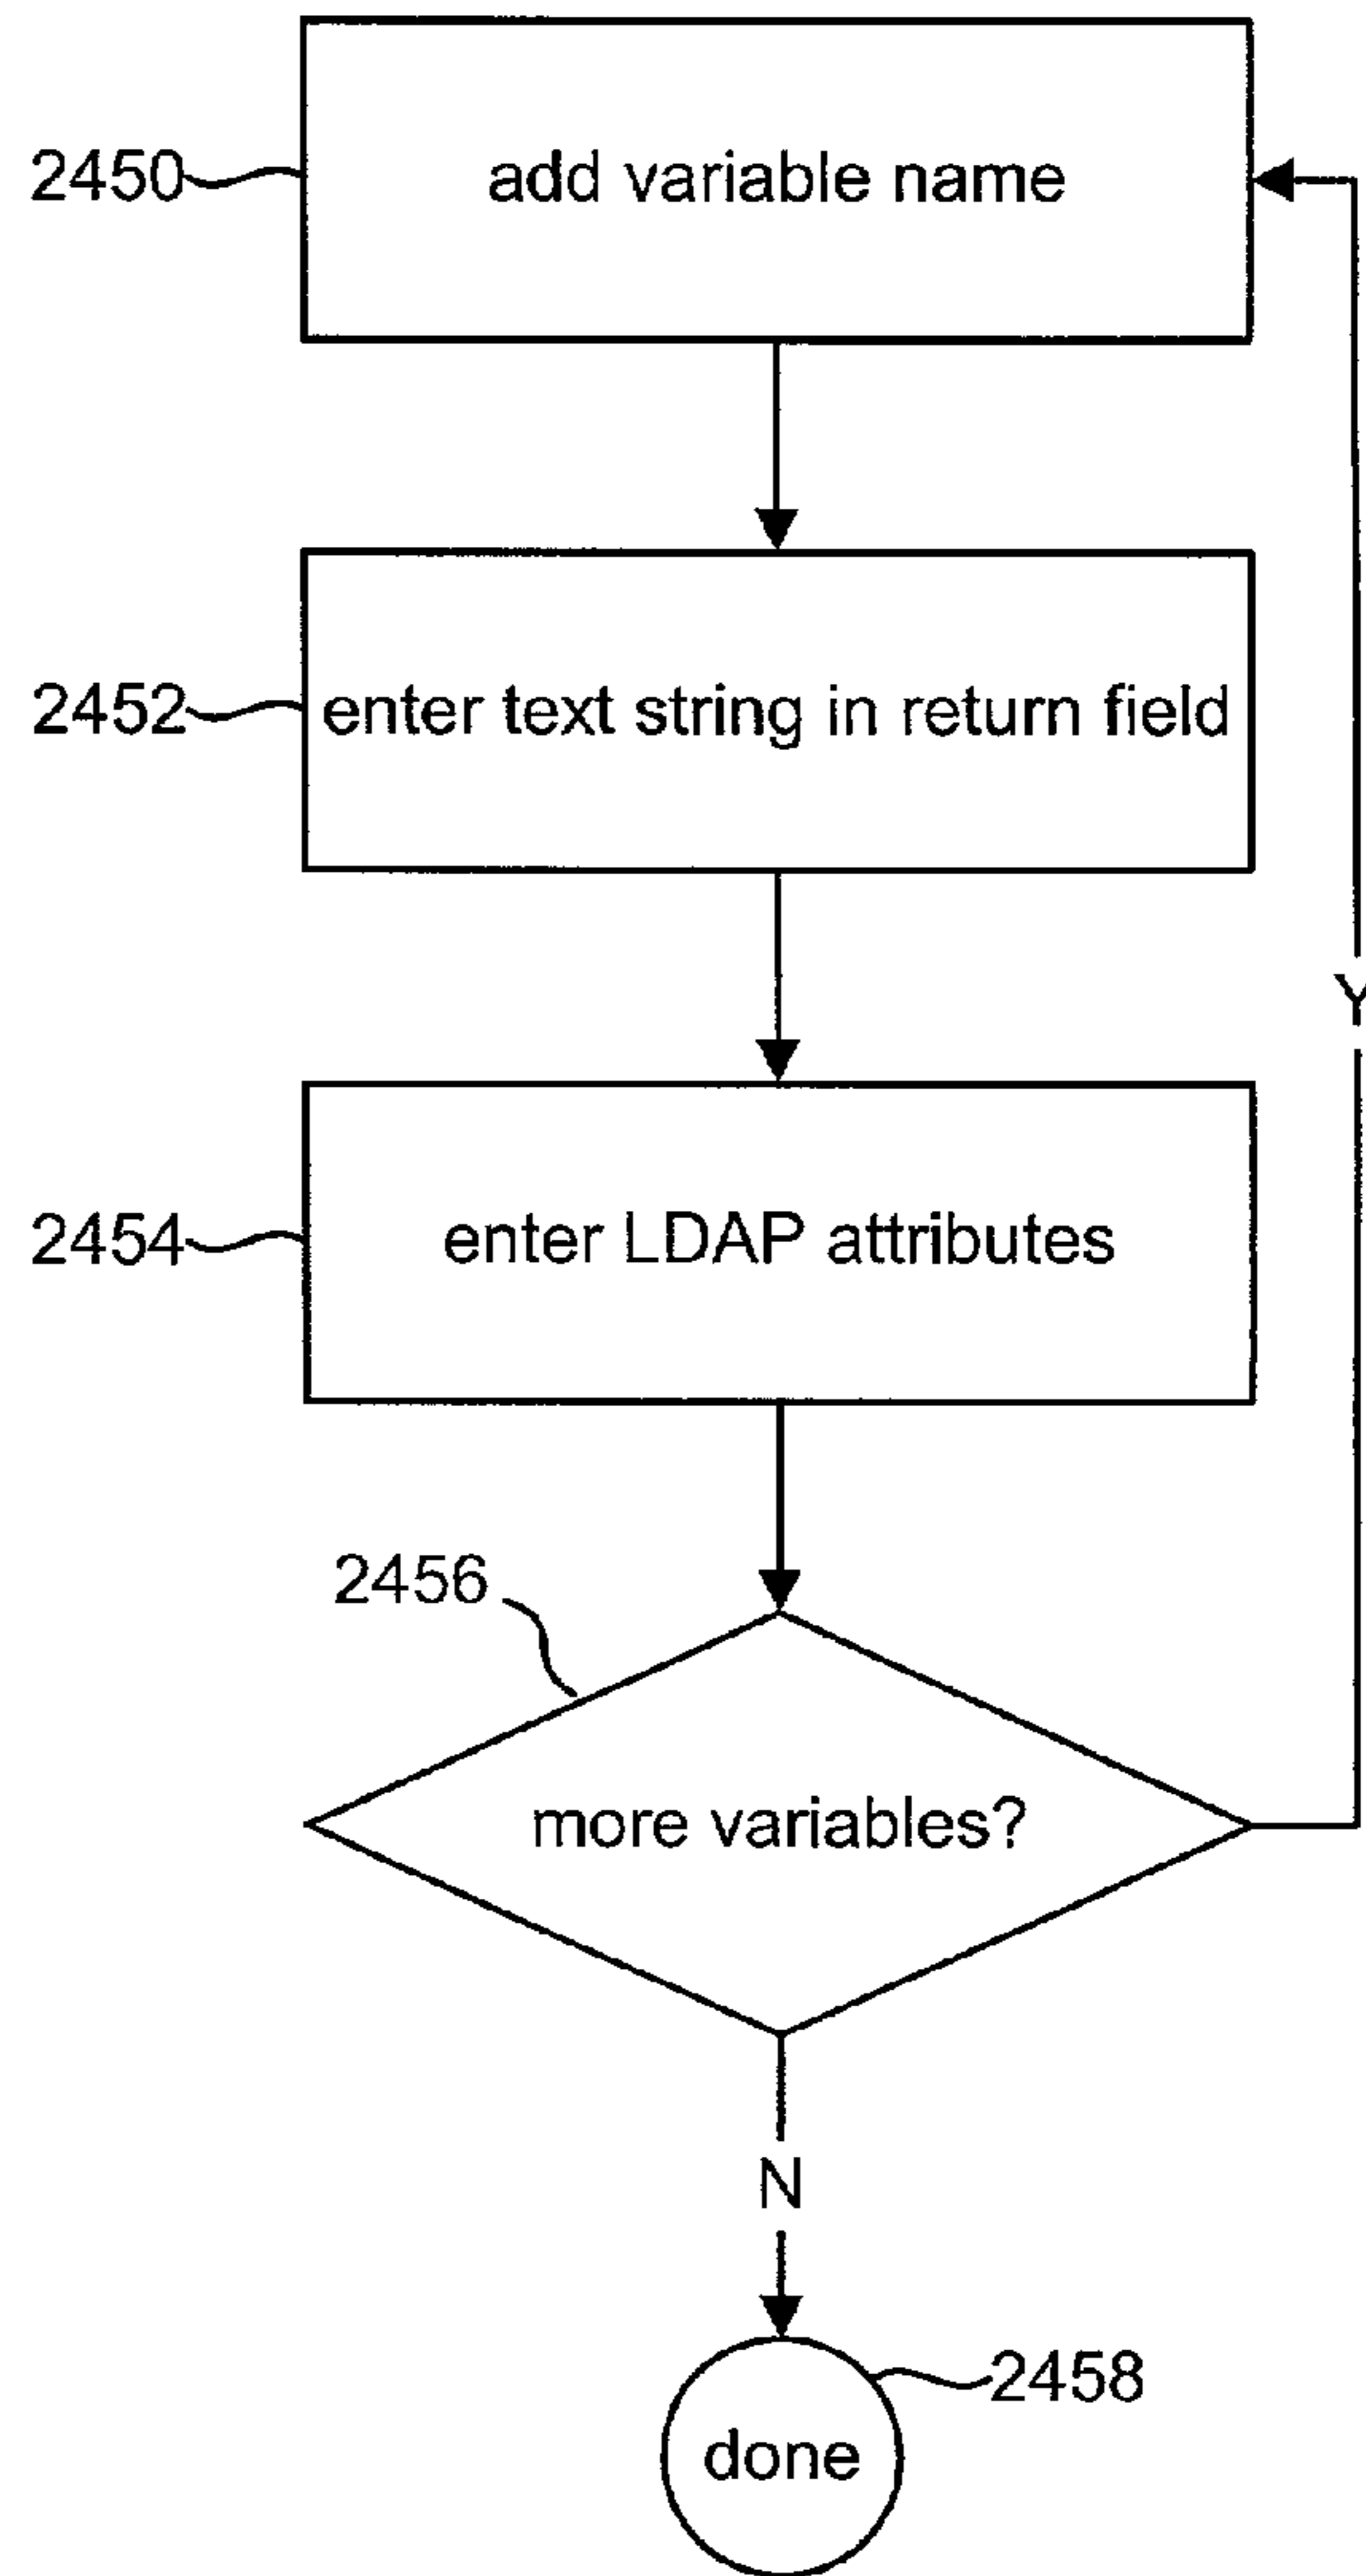 2450
add variable name
2452
enter text string in return field
Y
2454
enter LDAP attributes
2456
more variables?
N
2458
done